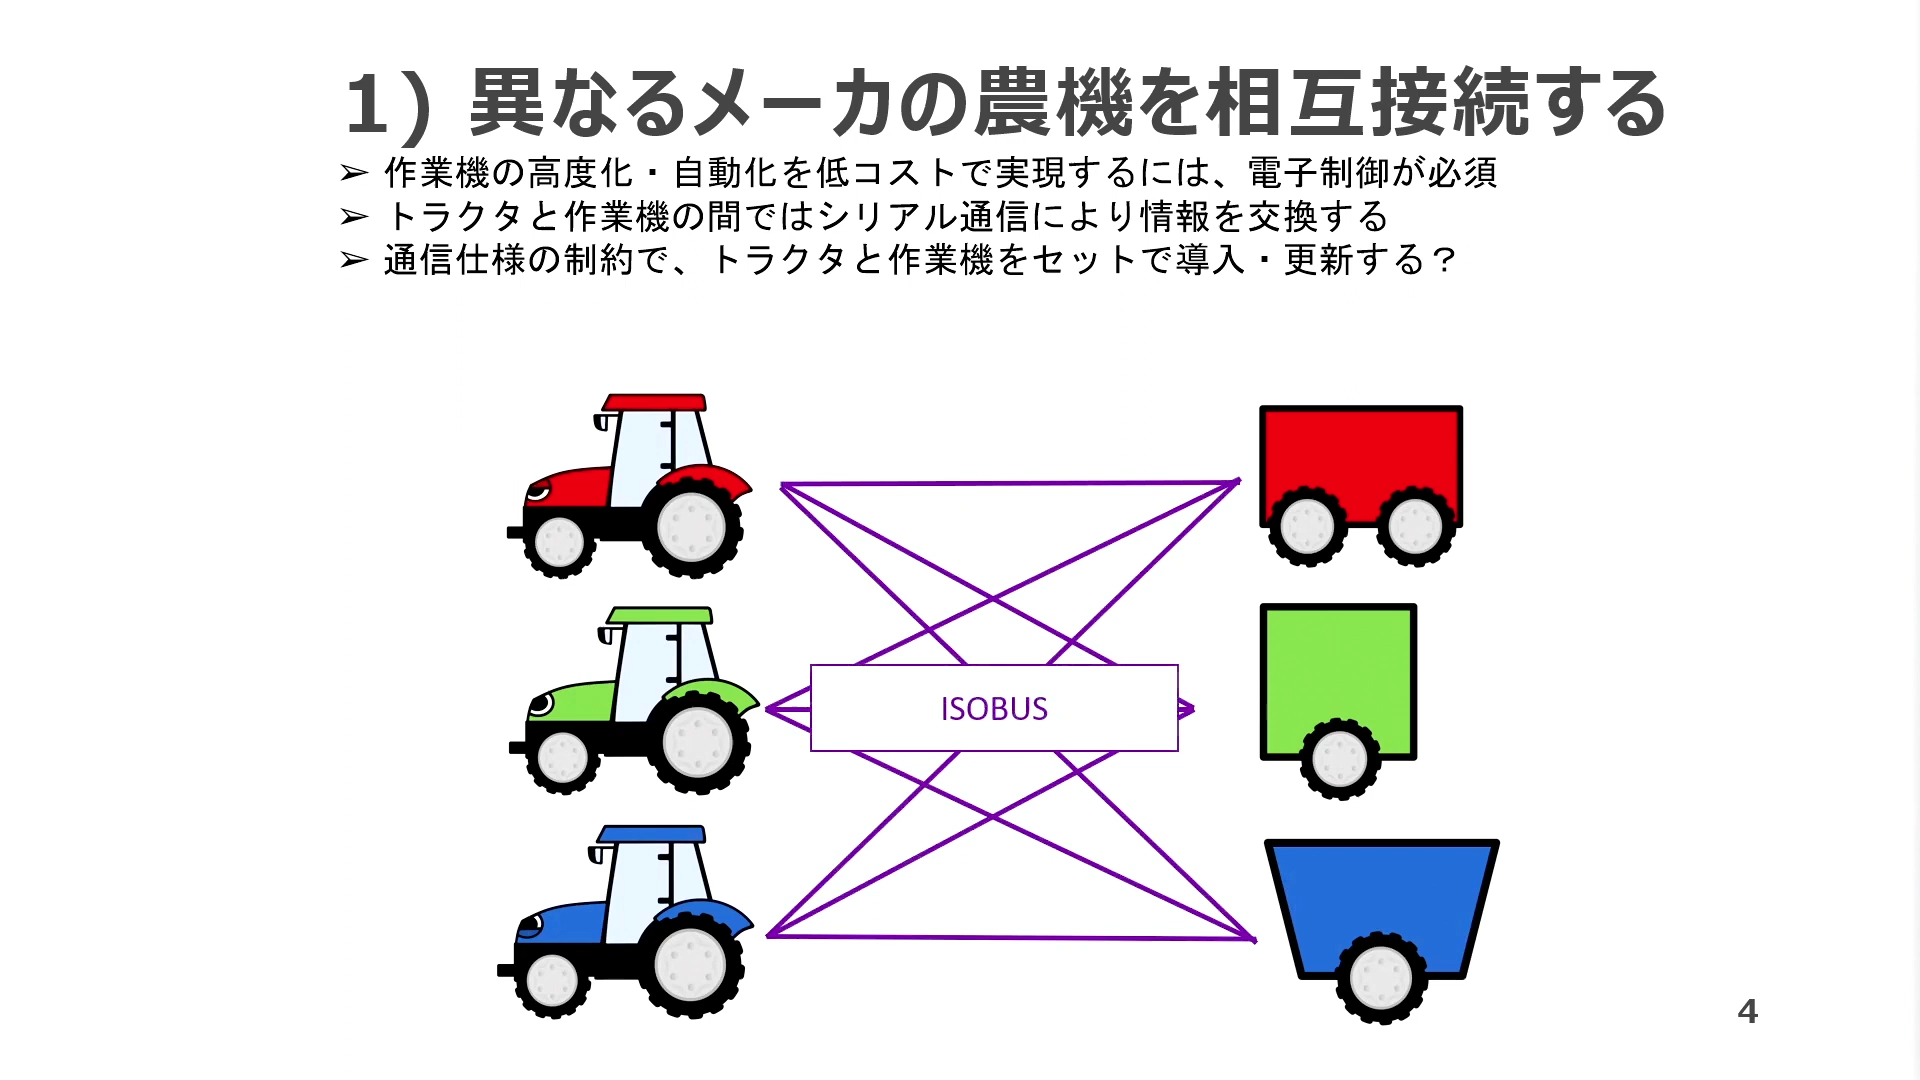 1) 異なるメーカの農機を相互接続する
➢ 作業機の高度化・自動化を低コストで実現するには、電子制御が必須
➢ トラクタと作業機の間ではシリアル通信により情報を交換する
➢ 通信仕様の制約で、トラクタと作業機をセットで導入・更新する？
ISOBUS
4